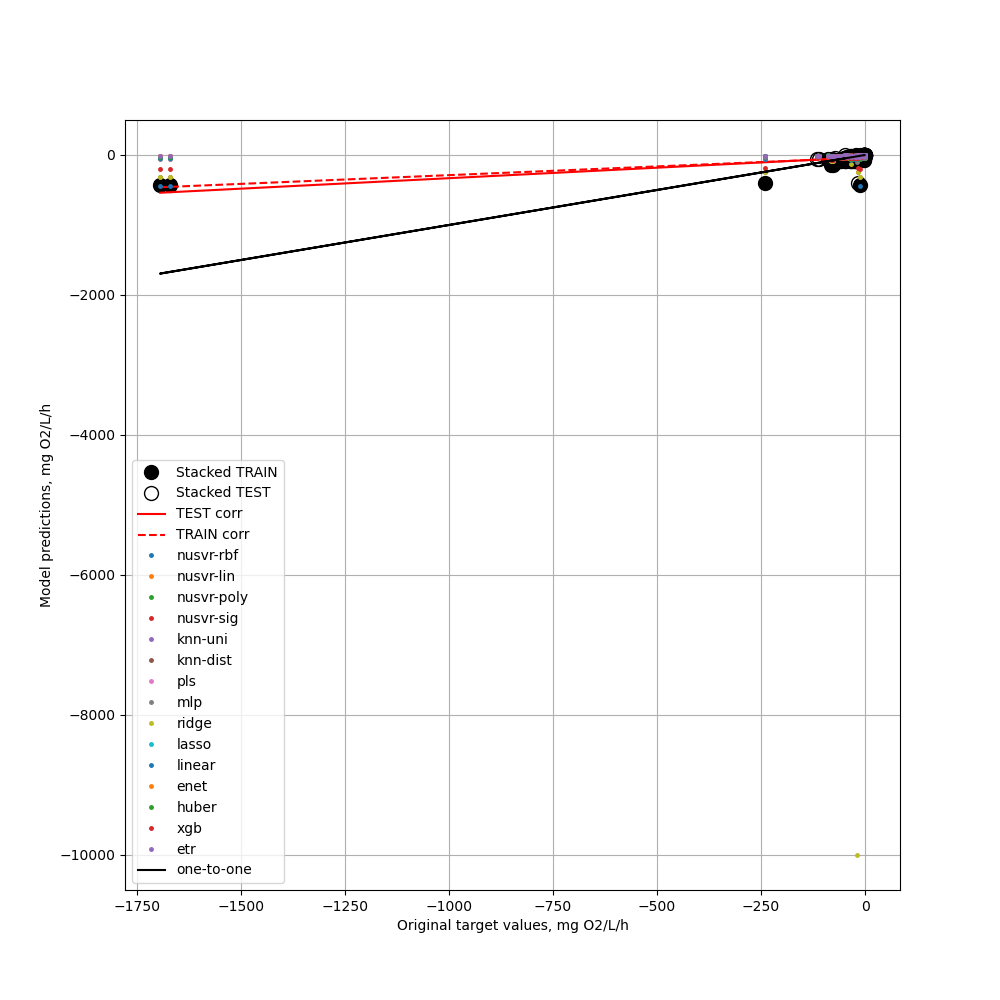 0
−2000
−4000
−6000
−8000
−10000
Model predictions, mg O2/L/h
Stacked TRAIN
Stacked TEST
TEST corr
TRAIN corr
nusvr-rbf
nusvr-lin
nusvr-poly
nusvr-sig
knn-uni
knn-dist
pls
mlp
ridge
lasso
linear
enet
huber
xgb
etr
one-to-one
−1750 −1500 −1250 −1000 −750 −500 −250 0
Original target values, mg O2/L/h